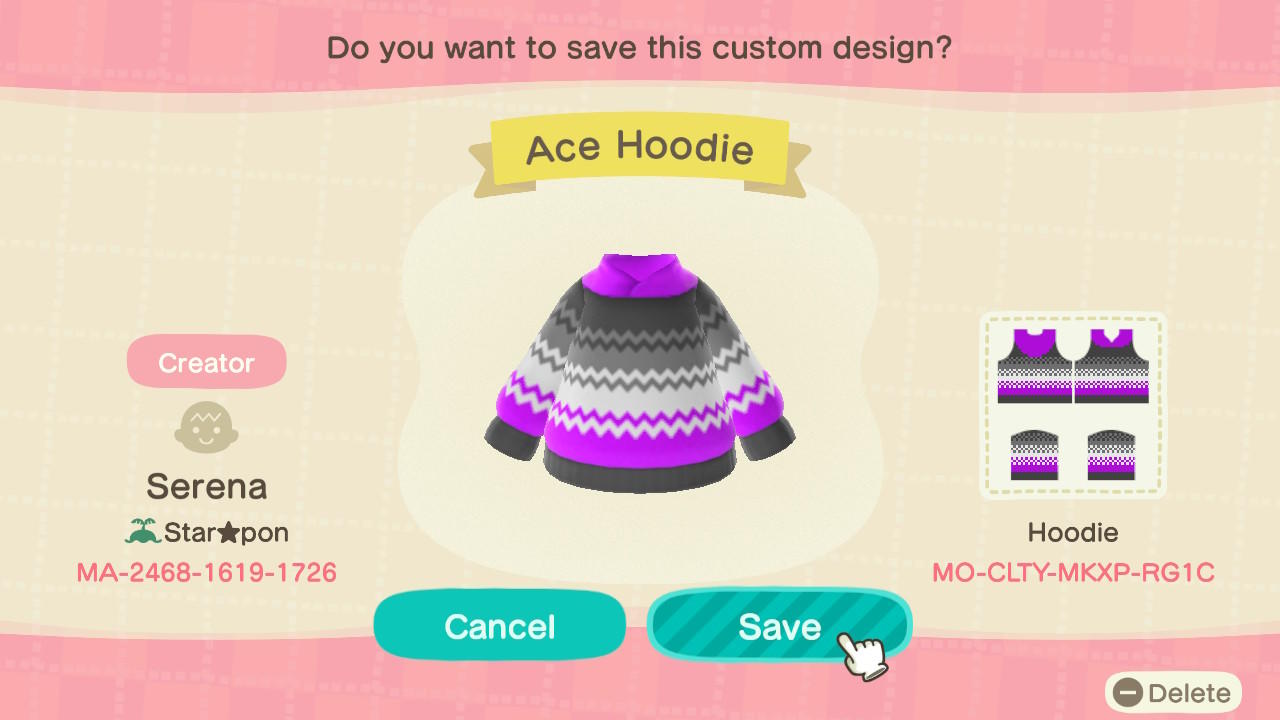 Do you want to save this custom design?
Ace Hoodie
Creator
Serena
Star★pon
MA-2468-1619-1726
Hoodie
MO-CLTY-MKXP-RG1C
Cancel
Save
Delete